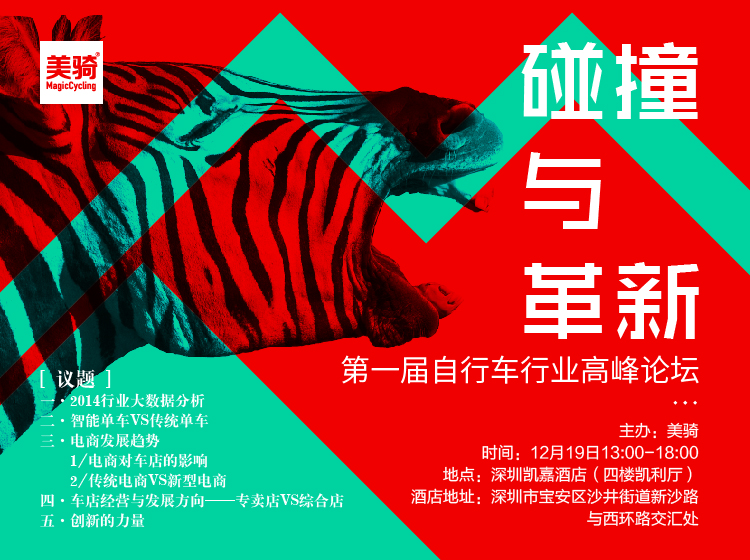 美骑®
MagicCycling
碰撞
与
革新
第一届自行车行业高峰论坛
...
主办：美骑
时间：12月19日13:00-18:00
地点：深圳凯嘉酒店（四楼凯利厅）
酒店地址：深圳市宝安区沙井街道新沙路
与西环路交汇处
[ 议题 ]
一·2014行业大数据分析
二·智能单车VS传统单车
三·电商发展趋势
1/电商对车店的影响
2/传统电商VS新型电商
四·车店经营与发展方向——专卖店VS综合店
五·创新的力量